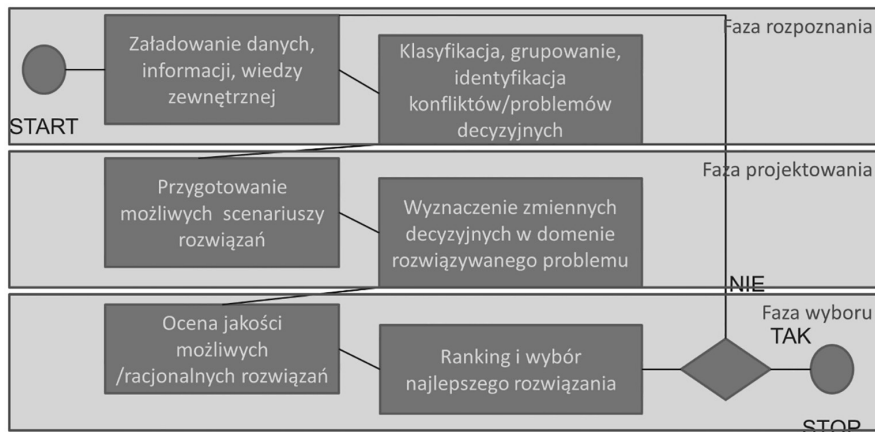 Faza rozpoznania
Załadowanie danych,
informacji, wiedzy
zewnętrznej
Klasyfikacja, grupowanie,
identyfikacja
konfliktów/problemów
decyzyjnych
START
Faza projektowania
Przygotowanie
możliwych scenariuszy
rozwiązań
Wyznaczenie zmiennych
decyzyjnych w domenie
rozwiązywanego problemu
NIE
Faza wyboru
Ocena jakości
możliwych
/racjonalnych rozwiązań
Ranking i wybór
najlepszego rozwiązania
TAK
STOP